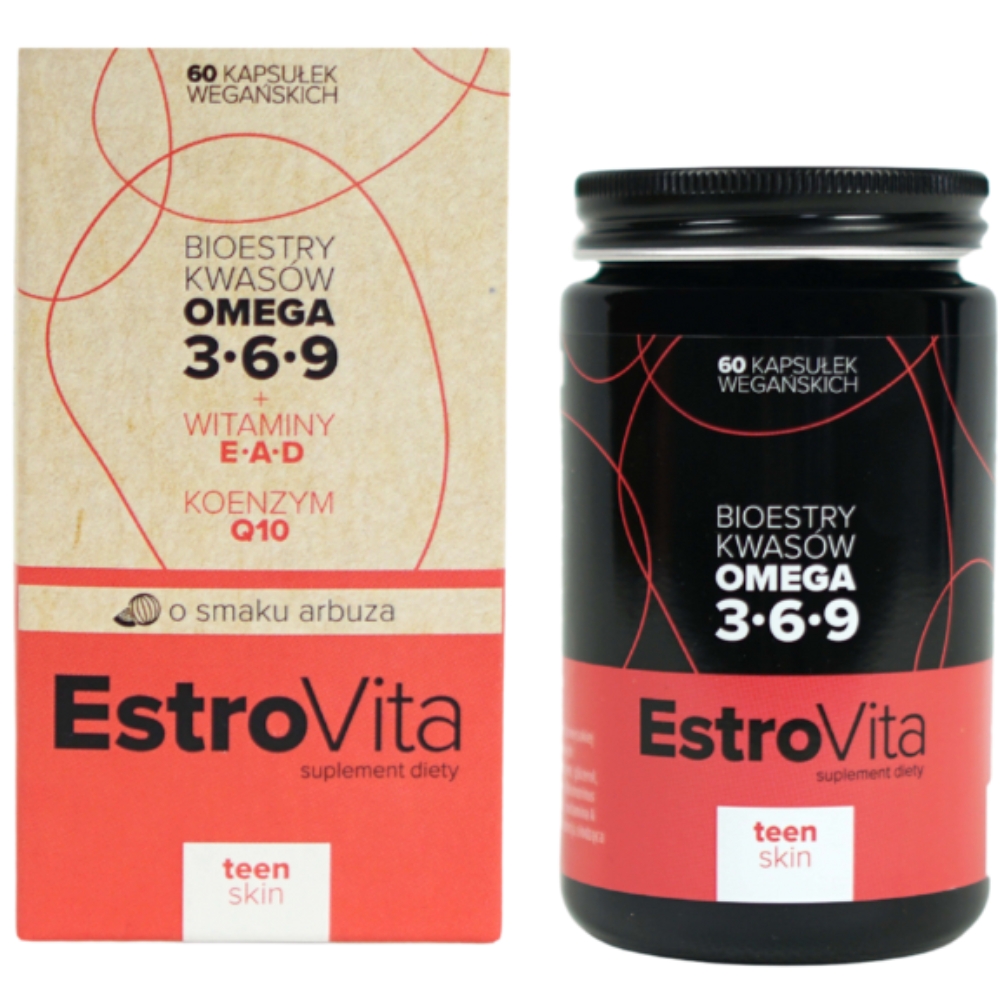 60 KAPSUŁEK
WEGAŃSKICH
BIOESTRY
KWASÓW
OMEGA
3·6·9
+
WITAMINY
E·A·D
KOENZYM
Q10
o smaku arbuza
EstroVita
suplement diety
teen
skin
60 KAPSUŁEK
WEGAŃSKICH
BIOESTRY
KWASÓW
OMEGA
3·6·9
EstroVita
suplement diety
teen
skin